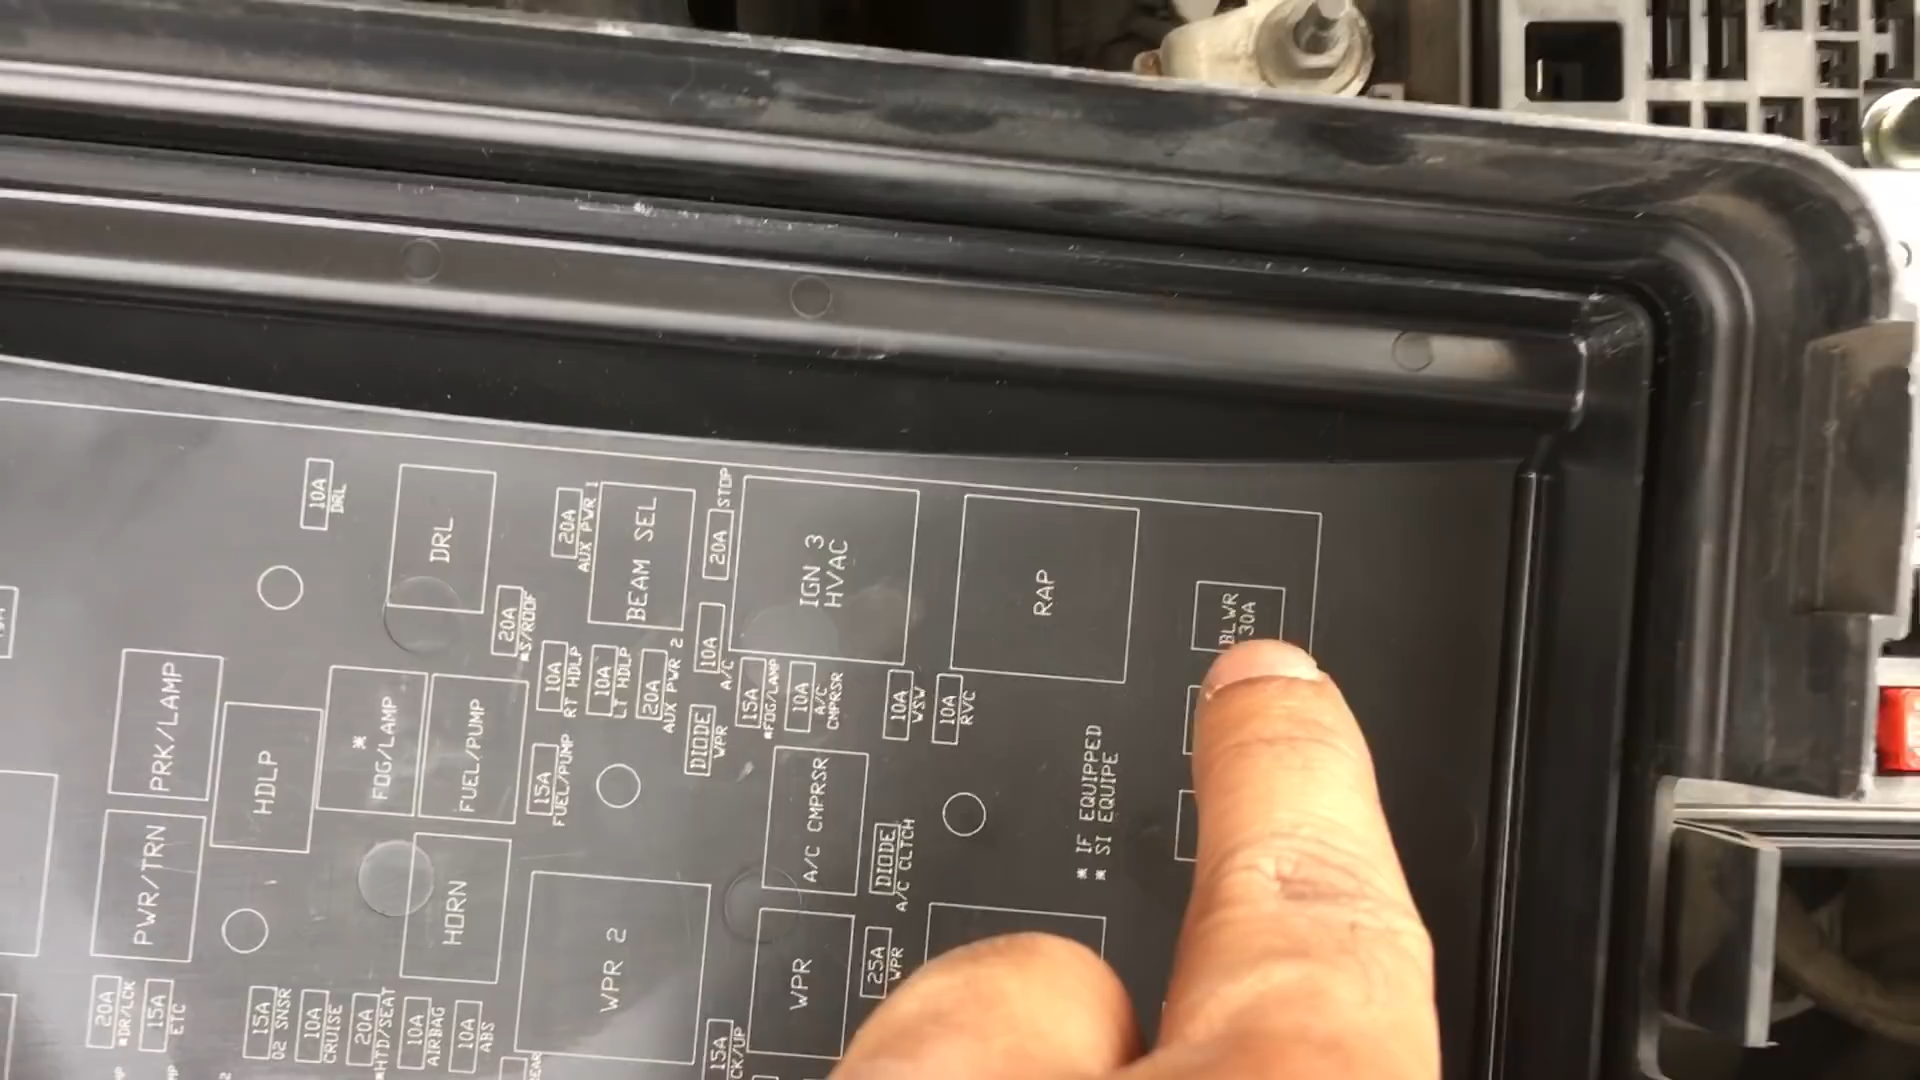 10A
DRL
DRL
20A
AUX PWR 1
BEAM SEL
STOP
20A
IGN 3
HVAC
RAP
BLWR
30A
20A
*S/ROOF
10A
RT HDLP
10A
LT HDLP
20A
AUX PWR 2
10A
A/C
15A
*FOG/LAMP
10A
A/C
CMPRSR
10A
WSW
10A
RVC
DIODE
WPR
PRK/LAMP
HDLP
*
FOG/LAMP
FUEL/PUMP
15A
FUEL/PUMP
A/C CMPRSR
DIODE
A/C CLTCH
* IF EQUIPPED
* SI EQUIPE
PWR/TRN
HORN
WPR 2
WPR
25A
WPR
20A
*DR/LCK
15A
ETC
15A
O2 SNSR
10A
CRUISE
20A
*HTD/SEAT
10A
AIRBAG
10A
ABS
15A
CK/UP